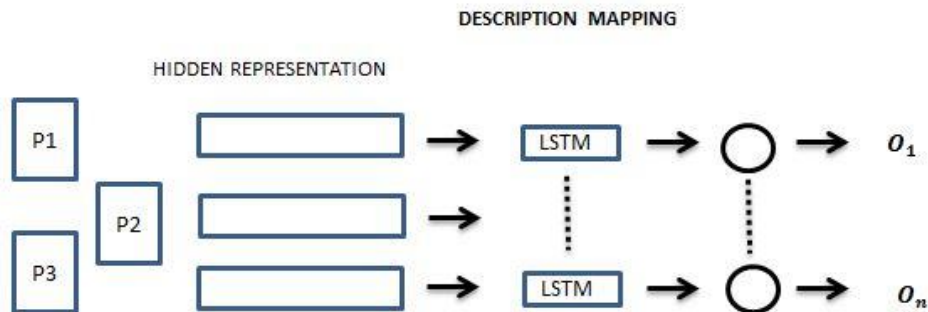 DESCRIPTION MAPPING
HIDDEN REPRESENTATION
P1
LSTM
O₁
P2
P3
LSTM
Oₙ